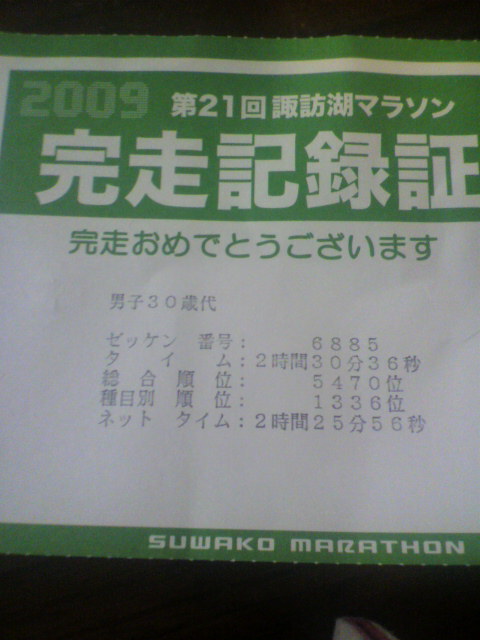 2009 第21回 諏訪湖マラソン
完走記録証
完走おめでとうございます
男子30歳代
ゼッケン 番号： 6885
タイム：2時間30分36秒
総合順位： 5470位
種目別順位： 1336位
ネット タイム：2時間25分56秒
SUWAKO MARATHON